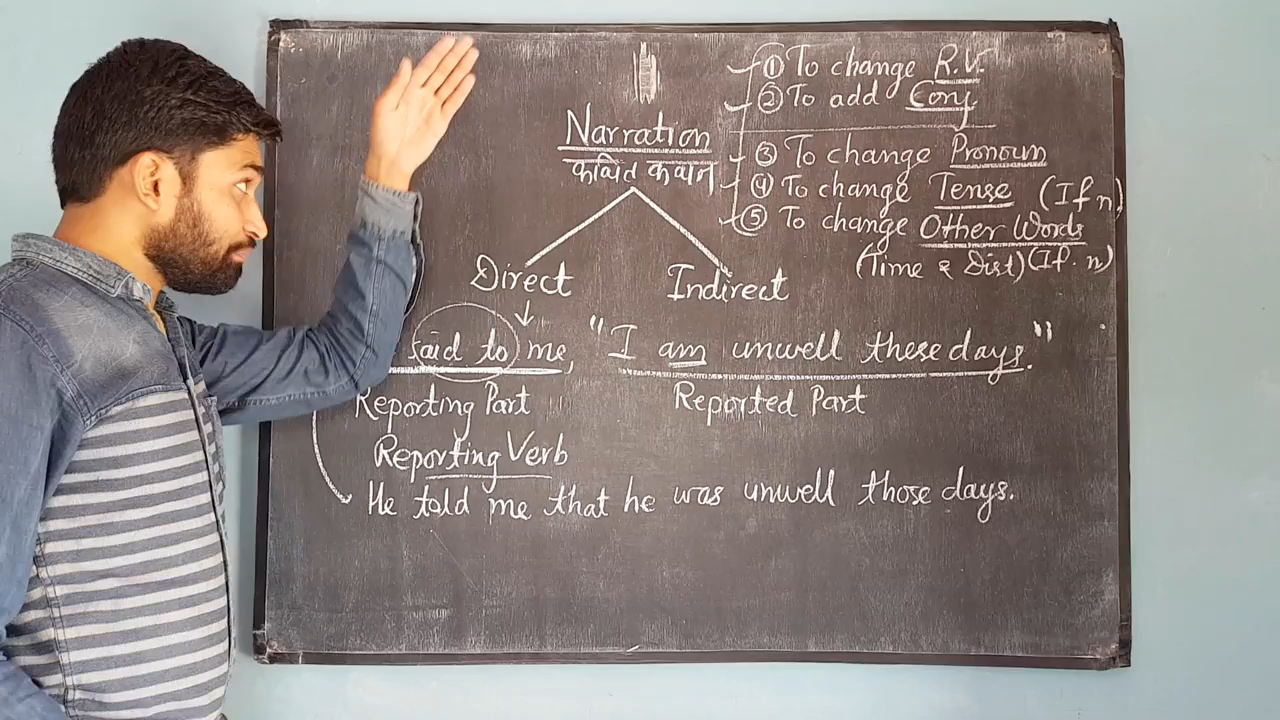 ① To change R.V.
② To add Conj
③ To change Pronoun
④ To change Tense (If n)
⑤ To change Other Words
(Time & Dist) (If. n)
Narration
कथित कथन
Direct Indirect
said to me, "I am unwell these days."
Reporting Part Reported Part
Reporting Verb
He told me that he was unwell those days.